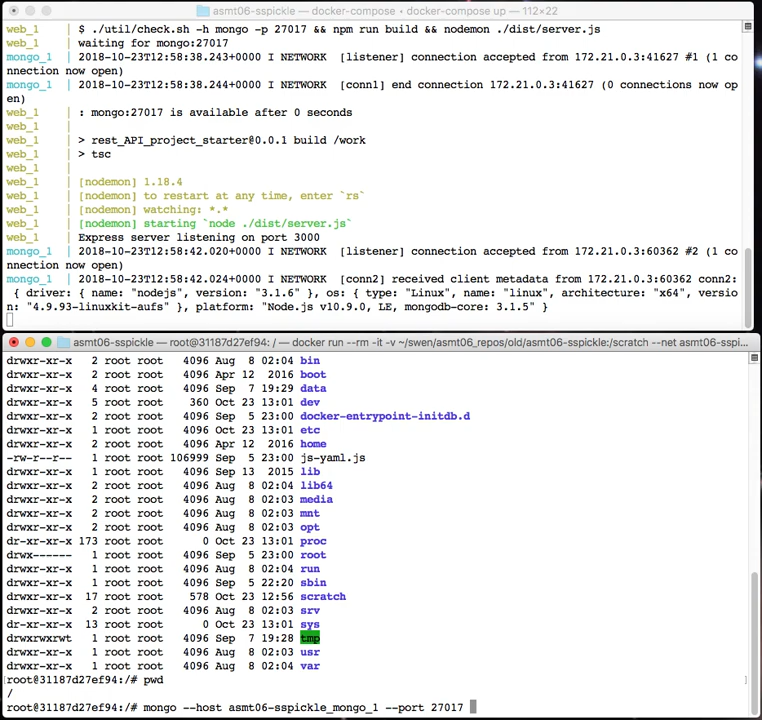 asmt06-sspickle — docker-compose ‹ docker-compose up — 112×22
web_1      | $ ./util/check.sh -h mongo -p 27017 && npm run build && nodemon ./dist/server.js
web_1      | waiting for mongo:27017
mongo_1    | 2018-10-23T12:58:38.243+0000 I NETWORK  [listener] connection accepted from 172.21.0.3:41627 #1 (1 co
nnection now open)
mongo_1    | 2018-10-23T12:58:38.244+0000 I NETWORK  [conn1] end connection 172.21.0.3:41627 (0 connections now op
en)
web_1      | : mongo:27017 is available after 0 seconds
web_1      |
web_1      | > rest_API_project_starter@0.0.1 build /work
web_1      | > tsc
web_1      |
web_1      | [nodemon] 1.18.4
web_1      | [nodemon] to restart at any time, enter `rs`
web_1      | [nodemon] watching: *.*
web_1      | [nodemon] starting `node ./dist/server.js`
web_1      | Express server listening on port 3000
mongo_1    | 2018-10-23T12:58:42.020+0000 I NETWORK  [listener] connection accepted from 172.21.0.3:60362 #2 (1 co
nnection now open)
mongo_1    | 2018-10-23T12:58:42.024+0000 I NETWORK  [conn2] received client metadata from 172.21.0.3:60362 conn2:
 { driver: { name: "nodejs", version: "3.1.6" }, os: { type: "Linux", name: "linux", architecture: "x64", versio
n: "4.9.93-linuxkit-aufs" }, platform: "Node.js v10.9.0, LE, mongodb-core: 3.1.5" }
asmt06-sspickle — root@31187d27ef94: / — docker run --rm -it -v ~/swen/asmt06_repos/old/asmt06-sspickle:/scratch --net asmt06-sspi...
drwxr-xr-x   2 root root   4096 Aug  8 02:04 bin
drwxr-xr-x   2 root root   4096 Apr 12  2016 boot
drwxr-xr-x   4 root root   4096 Sep  7 19:29 data
drwxr-xr-x   5 root root    360 Oct 23 13:01 dev
drwxr-xr-x   2 root root   4096 Sep  5 23:00 docker-entrypoint-initdb.d
drwxr-xr-x   1 root root   4096 Oct 23 13:01 etc
drwxr-xr-x   2 root root   4096 Apr 12  2016 home
-rw-r--r--   1 root root 106999 Sep  5 23:00 js-yaml.js
drwxr-xr-x   1 root root   4096 Sep 13  2015 lib
drwxr-xr-x   2 root root   4096 Aug  8 02:04 lib64
drwxr-xr-x   2 root root   4096 Aug  8 02:03 media
drwxr-xr-x   2 root root   4096 Aug  8 02:03 mnt
drwxr-xr-x   2 root root   4096 Aug  8 02:03 opt
dr-xr-xr-x 173 root root      0 Oct 23 13:01 proc
drwx------   1 root root   4096 Sep  5 23:00 root
drwxr-xr-x   1 root root   4096 Aug  8 02:04 run
drwxr-xr-x   1 root root   4096 Sep  5 22:20 sbin
drwxr-xr-x  17 root root    578 Oct 23 12:56 scratch
drwxr-xr-x   2 root root   4096 Aug  8 02:03 srv
dr-xr-xr-x  13 root root      0 Oct 23 13:01 sys
drwxrwxrwt   1 root root   4096 Sep  7 19:28 tmp
drwxr-xr-x   1 root root   4096 Aug  8 02:03 usr
drwxr-xr-x   1 root root   4096 Aug  8 02:04 var
root@31187d27ef94:/# pwd
/
root@31187d27ef94:/# mongo --host asmt06-sspickle_mongo_1 --port 27017